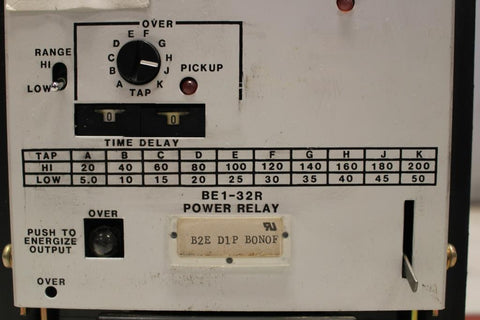 OVER
RANGE
HI
LOW
A B C D E F G H J K
TAP
PICKUP
0 0
TIME DELAY
TAP A B C D E F G H J K
HI 20 40 60 80 100 120 140 160 180 200
LOW 5.0 10 15 20 25 30 35 40 45 50
BE1-32R
POWER RELAY
OVER
PUSH TO
ENERGIZE
OUTPUT
B2E D1P B0N0F
OVER